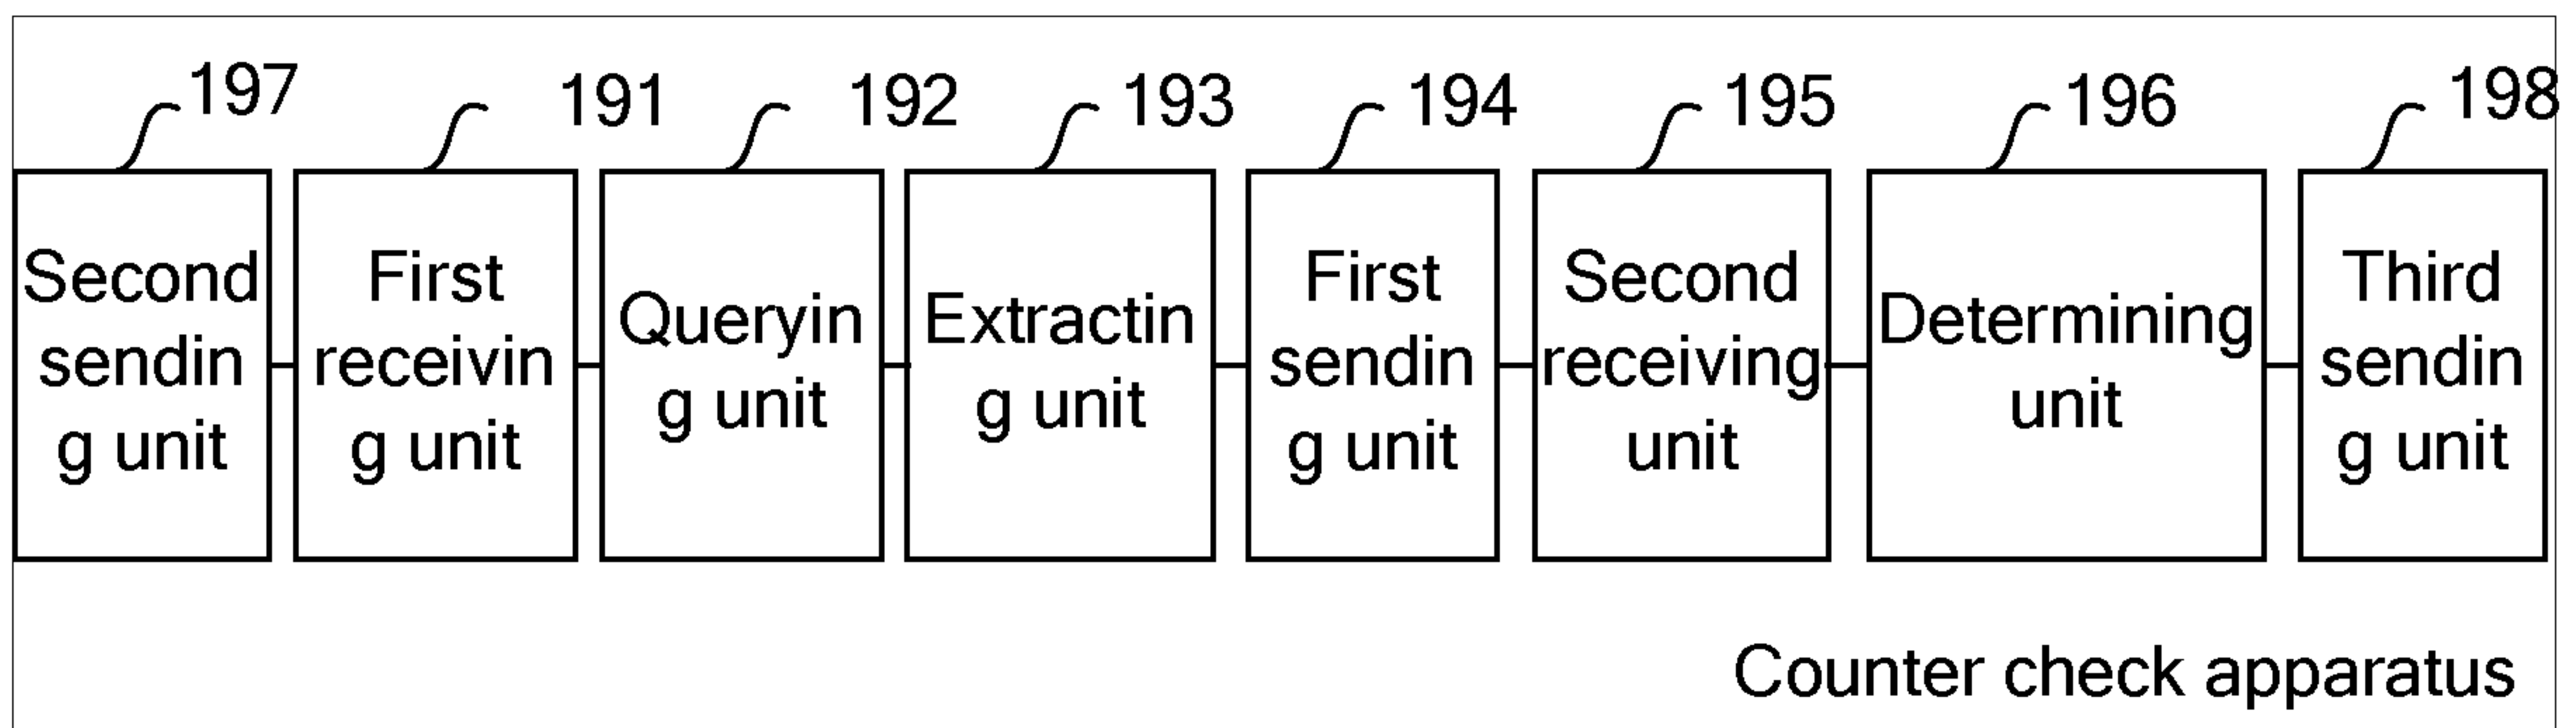 197
191
192
193
194
195
196
198
Second
sendin
g unit
First
receivin
g unit
Queryin
g unit
Extractin
g unit
First
sendin
g unit
Second
receiving
unit
Determining
unit
Third
sendin
g unit
Counter check apparatus